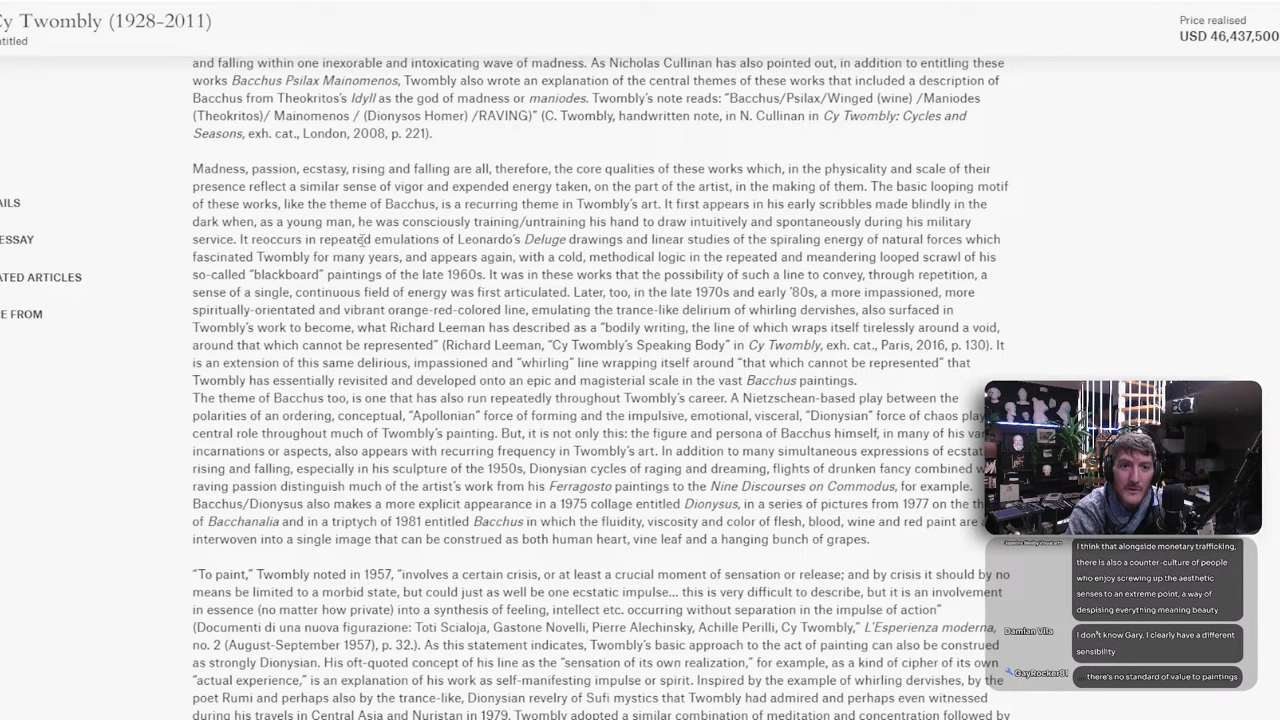 Cy Twombly (1928-2011)
ntitled
Price realised
USD 46,437,500
and falling within one inexorable and intoxicating wave of madness. As Nicholas Cullinan has also pointed out, in addition to entitling these
works Bacchus Psilax Mainomenos, Twombly also wrote an explanation of the central themes of these works that included a description of
Bacchus from Theokritos's Idyll as the god of madness or maniodes. Twombly's note reads: “Bacchus/Psilax/Winged (wine) /Maniodes
(Theokritos)/ Mainomenos / (Dionysos Homer) /RAVING)” (C. Twombly, handwritten note, in N. Cullinan in Cy Twombly: Cycles and
Seasons, exh. cat., London, 2008, p. 221).
Madness, passion, ecstasy, rising and falling are all, therefore, the core qualities of these works which, in the physicality and scale of their
presence reflect a similar sense of vigor and expended energy taken, on the part of the artist, in the making of them. The basic looping motif
of these works, like the theme of Bacchus, is a recurring theme in Twombly's art. It first appears in his early scribbles made blindly in the
dark when, as a young man, he was consciously training/untraining his hand to draw intuitively and spontaneously during his military
service. It reoccurs in repeated emulations of Leonardo's Deluge drawings and linear studies of the spiraling energy of natural forces which
fascinated Twombly for many years, and appears again, with a cold, methodical logic in the repeated and meandering looped scrawl of his
so-called “blackboard” paintings of the late 1960s. It was in these works that the possibility of such a line to convey, through repetition, a
sense of a single, continuous field of energy was first articulated. Later, too, in the late 1970s and early '80s, a more impassioned, more
spiritually-oriented and vibrant orange-red-colored line, emulating the trance-like delirium of whirling dervishes, also surfaced in
Twombly's work to become, what Richard Leeman has described as a “bodily writing, the line of which wraps itself tirelessly around a void,
around that which cannot be represented” (Richard Leeman, “Cy Twombly's Speaking Body” in Cy Twombly, exh. cat., Paris, 2016, p. 130). It
is an extension of this same delirious, impassioned and “whirling” line wrapping itself around “that which cannot be represented” that
Twombly has essentially revisited and developed onto an epic and magisterial scale in the vast Bacchus paintings.
The theme of Bacchus too, is one that has also run repeatedly throughout Twombly's career. A Nietzschean-based play between the
polarities of an ordering, conceptual, “Apollonian” force of forming and the impulsive, emotional, visceral, “Dionysian” force of chaos play
central role throughout much of Twombly's painting. But, it is not only this: the figure and persona of Bacchus himself, in many of his var
incarnations or aspects, also appears with recurring frequency in Twombly's art. In addition to many simultaneous expressions of ecstat
rising and falling, especially in his sculpture of the 1950s, Dionysian cycles of raging and dreaming, flights of drunken fancy combined w
raving passion distinguish much of the artist's work from his Ferragosto paintings to the Nine Discourses on Commodus, for example.
Bacchus/Dionysus also makes a more explicit appearance in a 1975 collage entitled Dionysus, in a series of pictures from 1977 on the th
of Bacchanalia and in a triptych of 1981 entitled Bacchus in which the fluidity, viscosity and color of flesh, blood, wine and red paint are
interwoven into a single image that can be construed as both human heart, vine leaf and a hanging bunch of grapes.
“To paint,” Twombly noted in 1957, “involves a certain crisis, or at least a crucial moment of sensation or release; and by crisis it should by no
means be limited to a morbid state, but could just as well be one ecstatic impulse... this is very difficult to describe, but it is an involvement
in essence (no matter how private) into a synthesis of feeling, intellect etc. occurring without separation in the impulse of action”
(Documenti di una nuova figurazione: Toti Scialoja, Gastone Novelli, Pierre Alechinsky, Achille Perilli, Cy Twombly,” L'Esperienza moderna,
no. 2 (August-September 1957), p. 32.). As this statement indicates, Twombly's basic approach to the act of painting can also be construed
as strongly Dionysian. His oft-quoted concept of his line as the “sensation of its own realization,” for example, as a kind of cipher of its own
“actual experience,” is an explanation of his work as self-manifesting impulse or spirit. Inspired by the example of whirling dervishes, by the
poet Rumi and perhaps also by the trance-like, Dionysian revelry of Sufi mystics that Twombly had admired and perhaps even witnessed
during his travels in Central Asia and Nuristan in 1979, Twombly adopted a similar combination of meditation and concentration followed by
AILS
ESSAY
ATED ARTICLES
E FROM
I think that alongside monetary trafficking,
there is also a counter-culture of people
who enjoy screwing up the aesthetic
senses to an extreme point, a way of
despising everything meaning beauty
Damian Vila
I don't know Gary. I clearly have a different
sensibility
GayRocker81
there's no standard of value to paintings